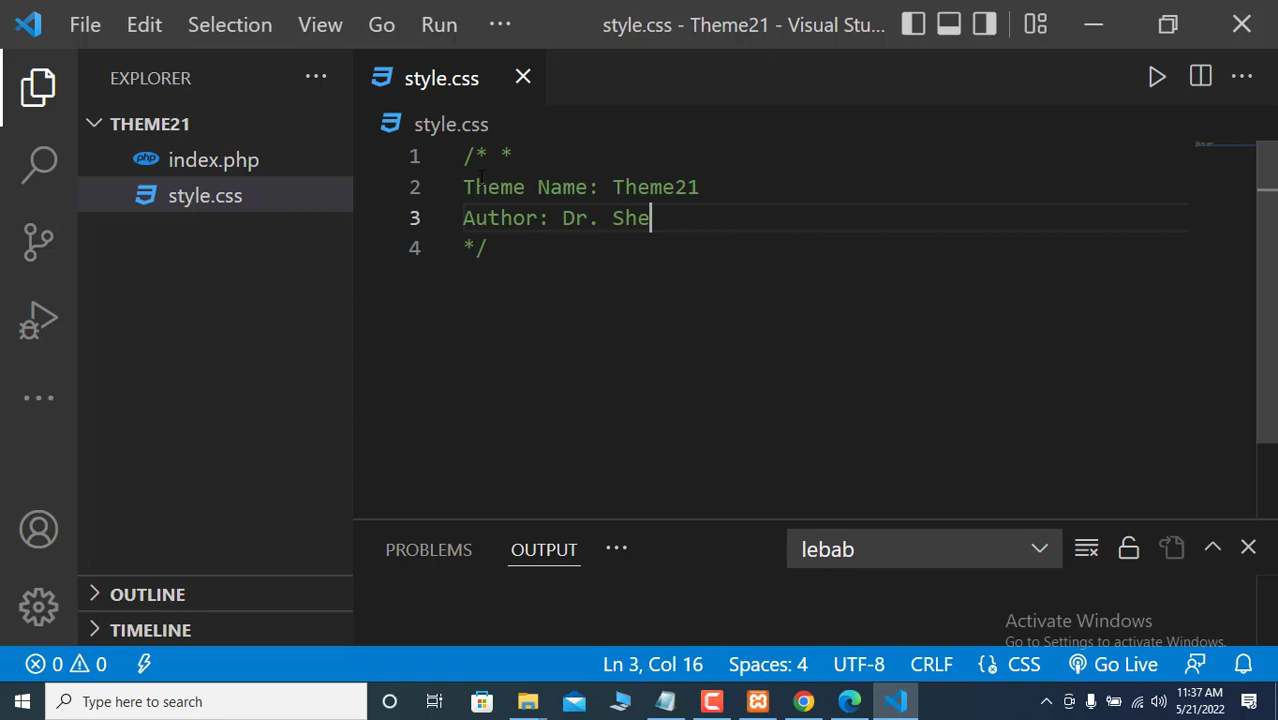 File Edit Selection View Go Run ··· style.css - Theme21 - Visual Stu...
EXPLORER ···
style.css
THEME21
index.php
style.css
style.css
1 /* *
2 Theme Name: Theme21
3 Author: Dr. She
4 */
PROBLEMS OUTPUT ··· lebab
OUTLINE
TIMELINE
Activate Windows
Go to Settings to activate Windows.
0 0 Ln 3, Col 16 Spaces: 4 UTF-8 CRLF {} CSS Go Live
Type here to search
11:37 AM
5/21/2022